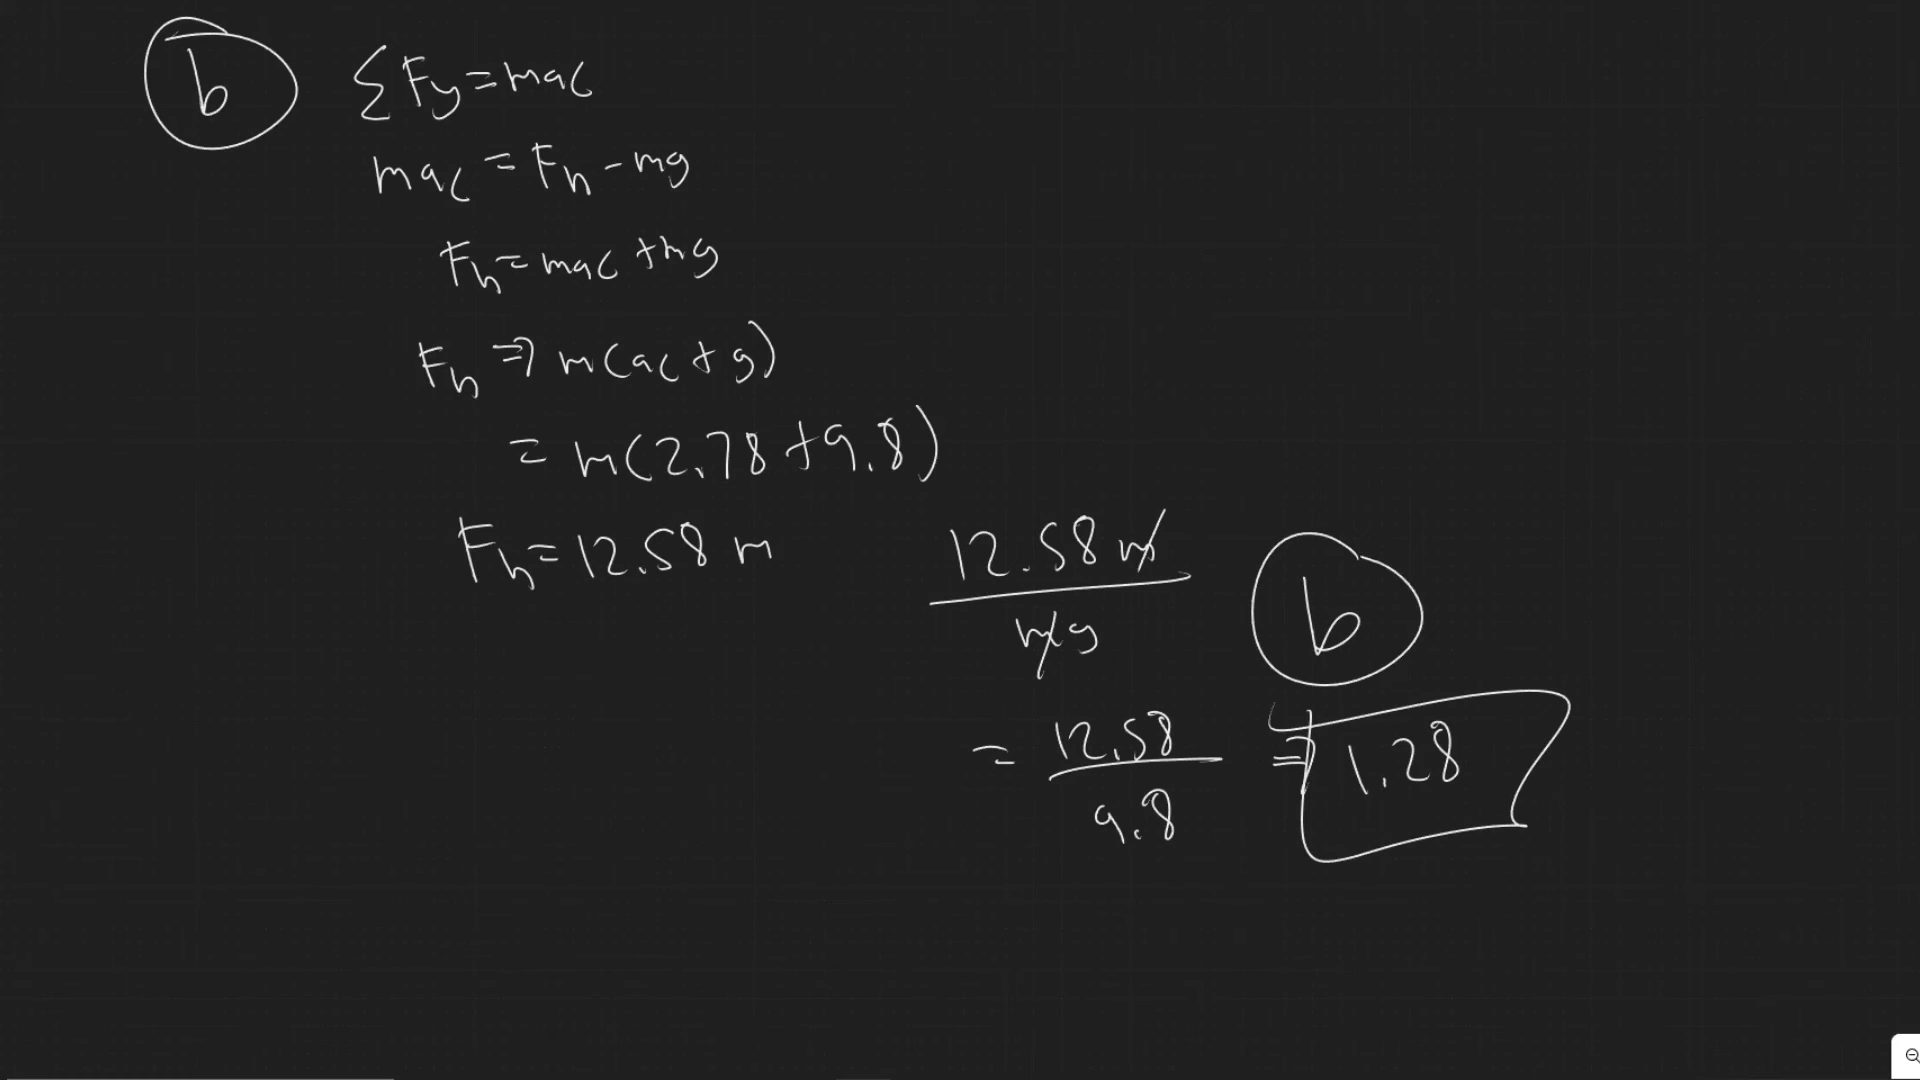 b
ΣFy=mac
mac = Fn - mg
Fn = mac + mg
Fn => m(ac + g)
= m(2.78 + 9.8)
Fn = 12.58 m
12.58 m
mg
b
= 12.58
9.8
= 1.28